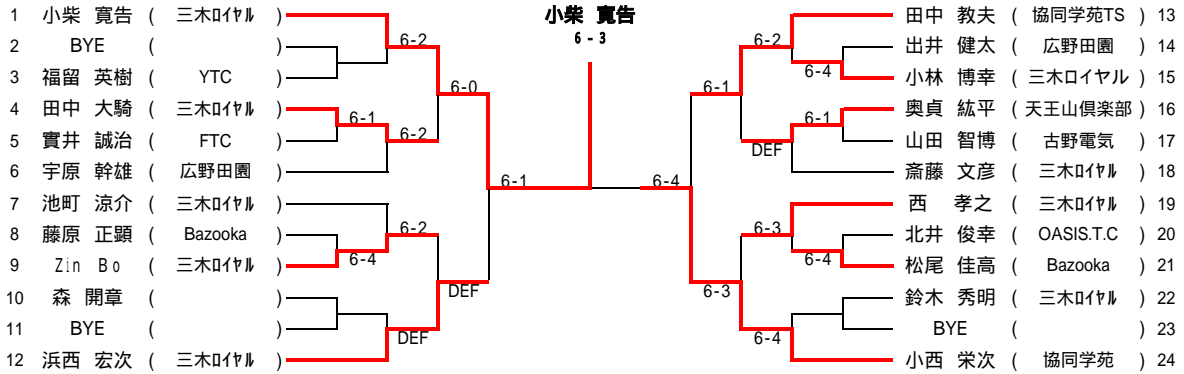 小柴 寛告
6-3
1 小柴 寛告 ( 三木ﾛｲﾔﾙ )
2 BYE ( )
3 福留 英樹 ( YTC )
4 田中 大騎 ( 三木ﾛｲﾔﾙ )
5 實井 誠治 ( FTC )
6 宇原 幹雄 ( 広野田園 )
7 池町 涼介 ( 三木ﾛｲﾔﾙ )
8 藤原 正顕 ( Bazooka )
9 Zin Bo ( 三木ﾛｲﾔﾙ )
10 森 開章 ( )
11 BYE ( )
12 浜西 宏次 ( 三木ﾛｲﾔﾙ )
6-2
6-0
6-1
6-2
6-1
6-2
6-4
DEF
DEF
田中 教夫 ( 協同学苑TS ) 13
出井 健太 ( 広野田園 ) 14
小林 博幸 ( 三木ロイヤル ) 15
奥貞 紘平 ( 天王山倶楽部 ) 16
山田 智博 ( 古野電気 ) 17
斎藤 文彦 ( 三木ﾛｲﾔﾙ ) 18
西 孝之 ( 三木ﾛｲﾔﾙ ) 19
北井 俊幸 ( OASIS.T.C ) 20
松尾 佳高 ( Bazooka ) 21
鈴木 秀明 ( 三木ﾛｲﾔﾙ ) 22
BYE ( ) 23
小西 栄次 ( 協同学苑 ) 24
6-2
6-4
6-1
6-1
DEF
6-4
6-3
6-4
6-3
6-4